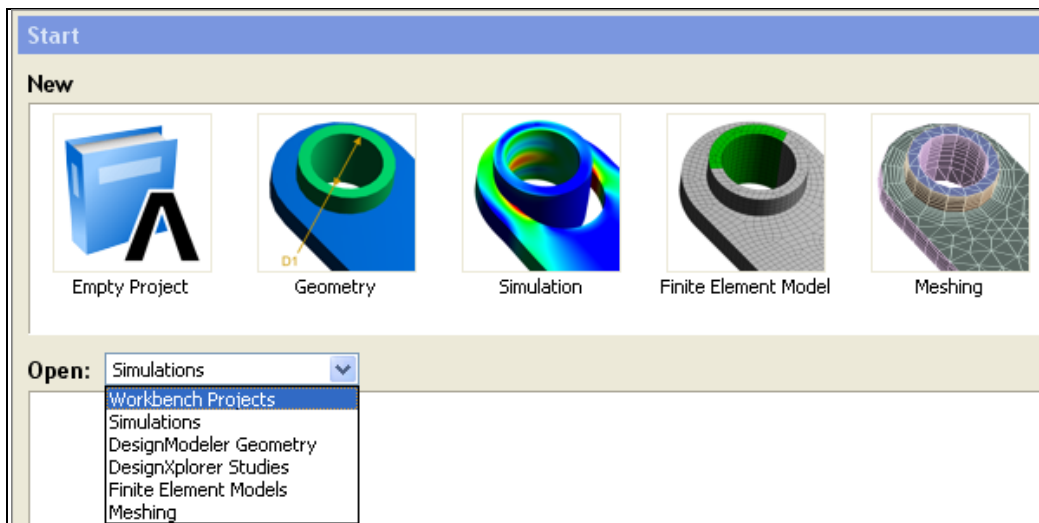 Start
New
D1
Empty Project
Geometry
Simulation
Finite Element Model
Meshing
Open:
Simulations
Workbench Projects
Simulations
DesignModeler Geometry
DesignXplorer Studies
Finite Element Models
Meshing